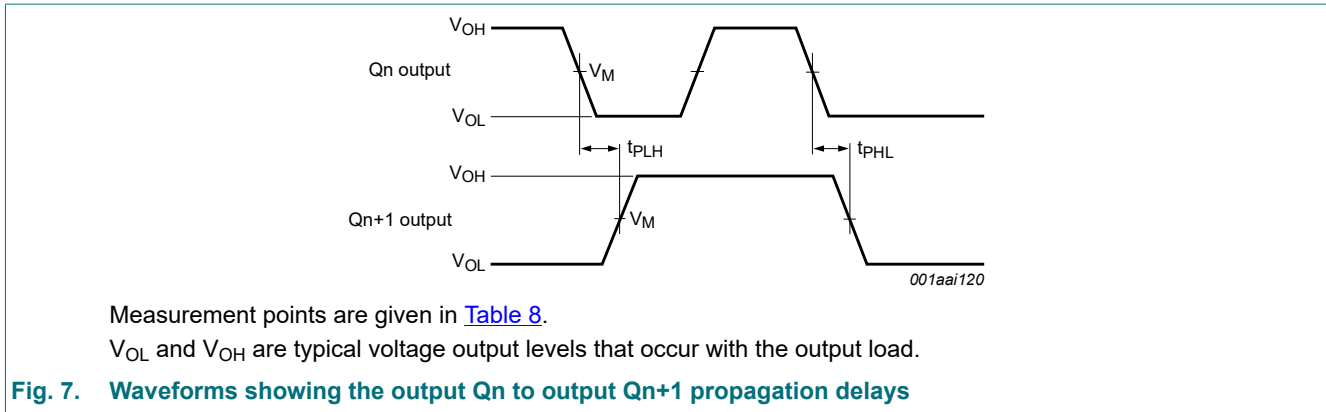 VOH
Qn output
VM
VOL
tPLH
tPHL
VOH
Qn+1 output
VM
VOL
001aai120
Measurement points are given in Table 8.
VOL and VOH are typical voltage output levels that occur with the output load.
Fig. 7. Waveforms showing the output Qn to output Qn+1 propagation delays